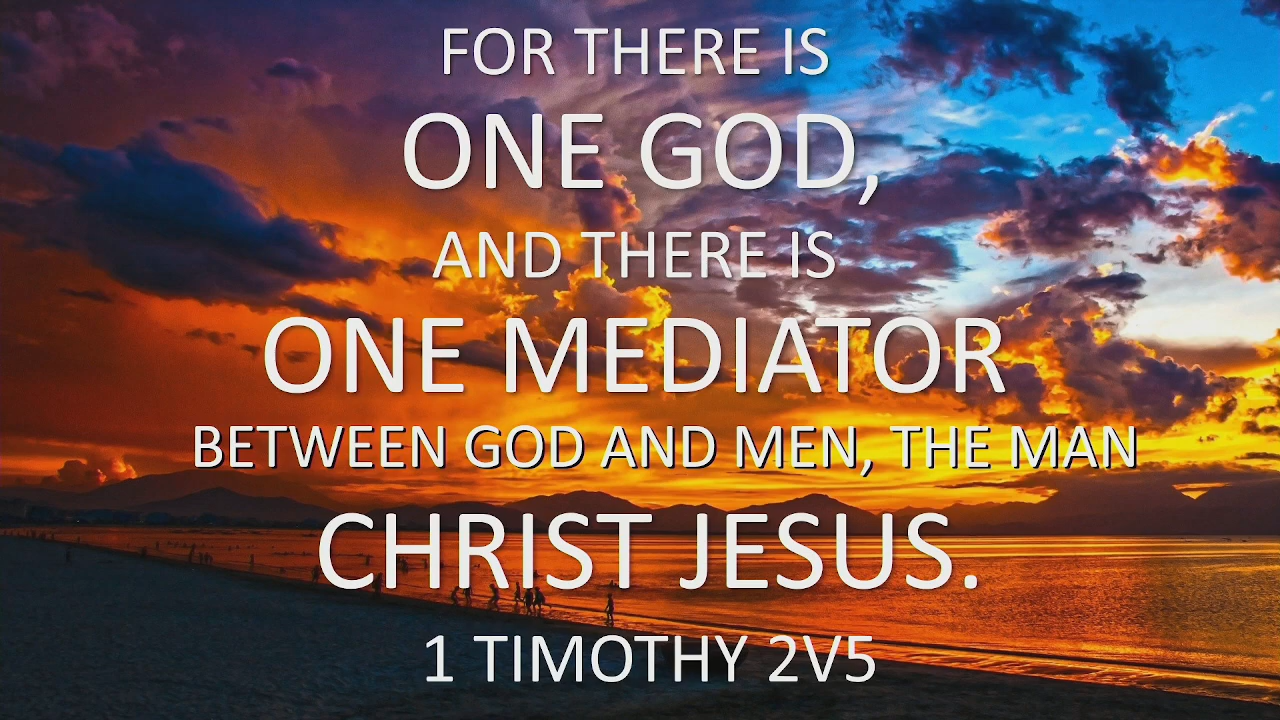 FOR THERE IS
ONE GOD,
AND THERE IS
ONE MEDIATOR
BETWEEN GOD AND MEN, THE MAN
CHRIST JESUS.
1 TIMOTHY 2V5